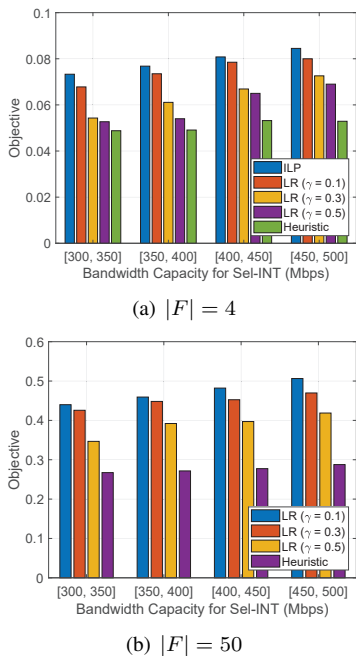 0.1
0.08
0.06
0.04
0.02
0
Objective
ILP
LR (γ = 0.1)
LR (γ = 0.3)
LR (γ = 0.5)
Heuristic
[300, 350] [350, 400] [400, 450] [450, 500]
Bandwidth Capacity for Sel-INT (Mbps)
(a) |F| = 4
0.6
0.5
0.4
0.3
0.2
0.1
0
Objective
LR (γ = 0.1)
LR (γ = 0.3)
LR (γ = 0.5)
Heuristic
[300, 350] [350, 400] [400, 450] [450, 500]
Bandwidth Capacity for Sel-INT (Mbps)
(b) |F| = 50